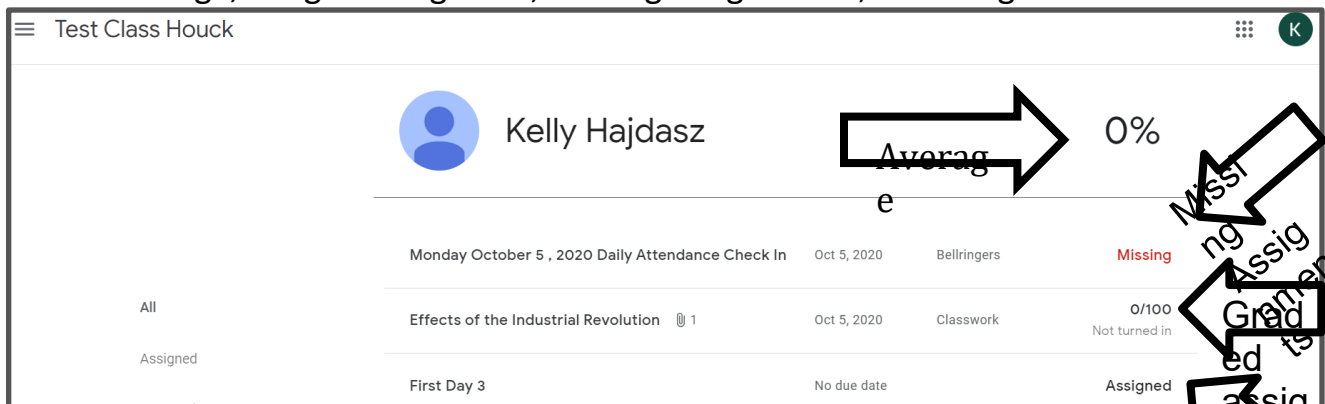 Test Class Houck
K
Kelly Hajdasz
0%
Averag
e
Missi
ng
Assig
nmen
ts
Monday October 5 , 2020 Daily Attendance Check In Oct 5, 2020 Bellringers Missing
All
Effects of the Industrial Revolution 1 Oct 5, 2020 Classwork 0/100
Not turned in
Grad
ed
assig
Assigned
First Day 3 No due date Assigned